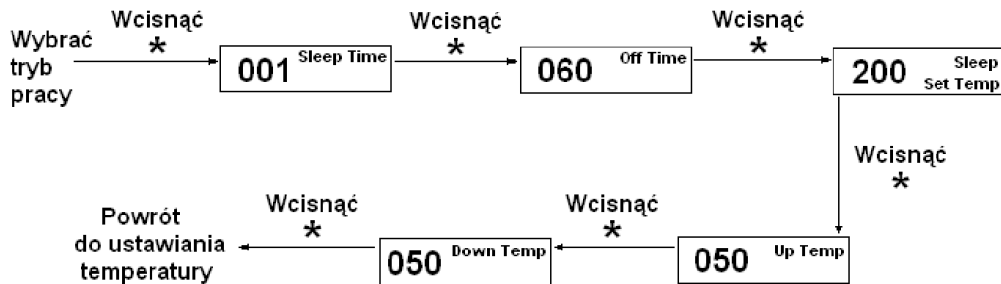 Wybrać
tryb
pracy
Wcisnąć
*
001 Sleep Time
Wcisnąć
*
060 Off Time
Wcisnąć
*
200 Sleep
Set Temp
Wcisnąć
*
050 Up Temp
Wcisnąć
*
050 Down Temp
Wcisnąć
*
Powrót
do ustawiania
temperatury